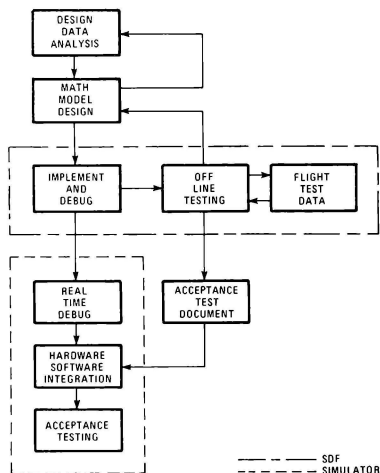 DESIGN
DATA
ANALYSIS
MATH
MODEL
DESIGN
IMPLEMENT
AND
DEBUG
OFF
LINE
TESTING
FLIGHT
TEST
DATA
REAL
TIME
DEBUG
ACCEPTANCE
TEST
DOCUMENT
HARDWARE
SOFTWARE
INTEGRATION
ACCEPTANCE
TESTING
SDF
SIMULATOR